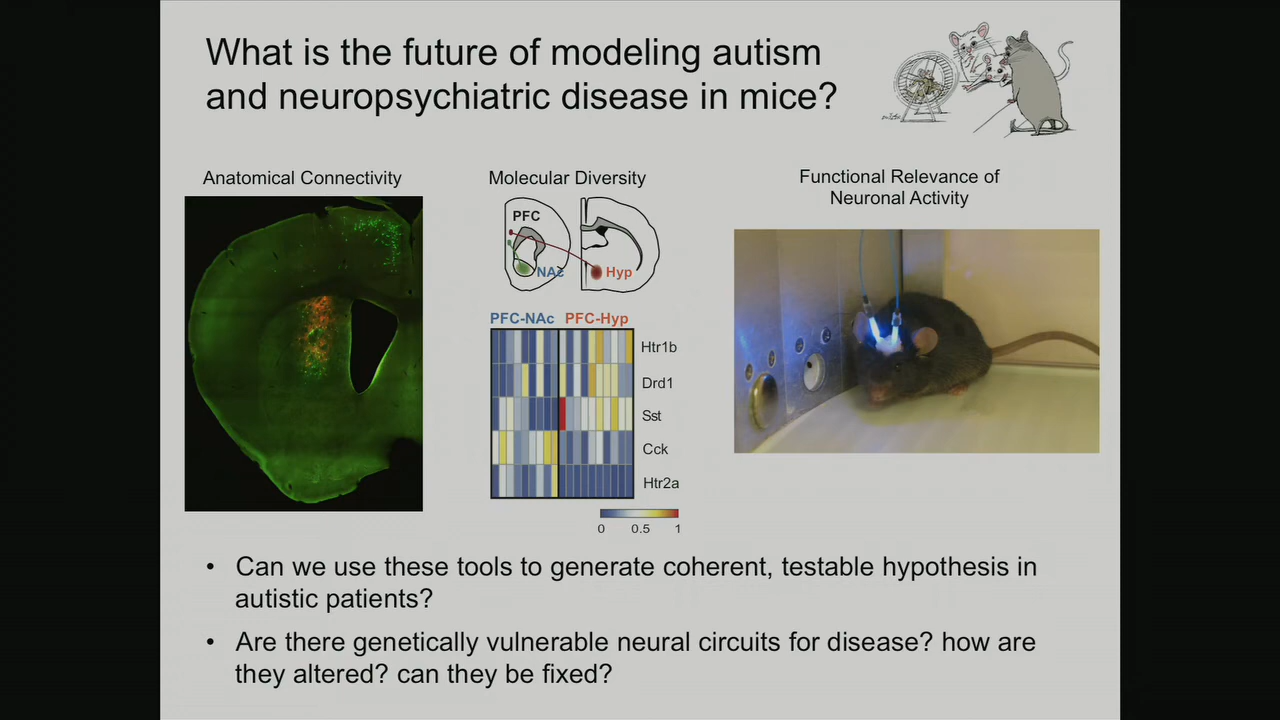 What is the future of modeling autism
and neuropsychiatric disease in mice?
Anatomical Connectivity
Molecular Diversity
Functional Relevance of
Neuronal Activity
PFC
NAc
Hyp
PFC-NAc PFC-Hyp
Htr1b
Drd1
Sst
Cck
Htr2a
0 0.5 1
• Can we use these tools to generate coherent, testable hypothesis in
autistic patients?
• Are there genetically vulnerable neural circuits for disease? how are
they altered? can they be fixed?